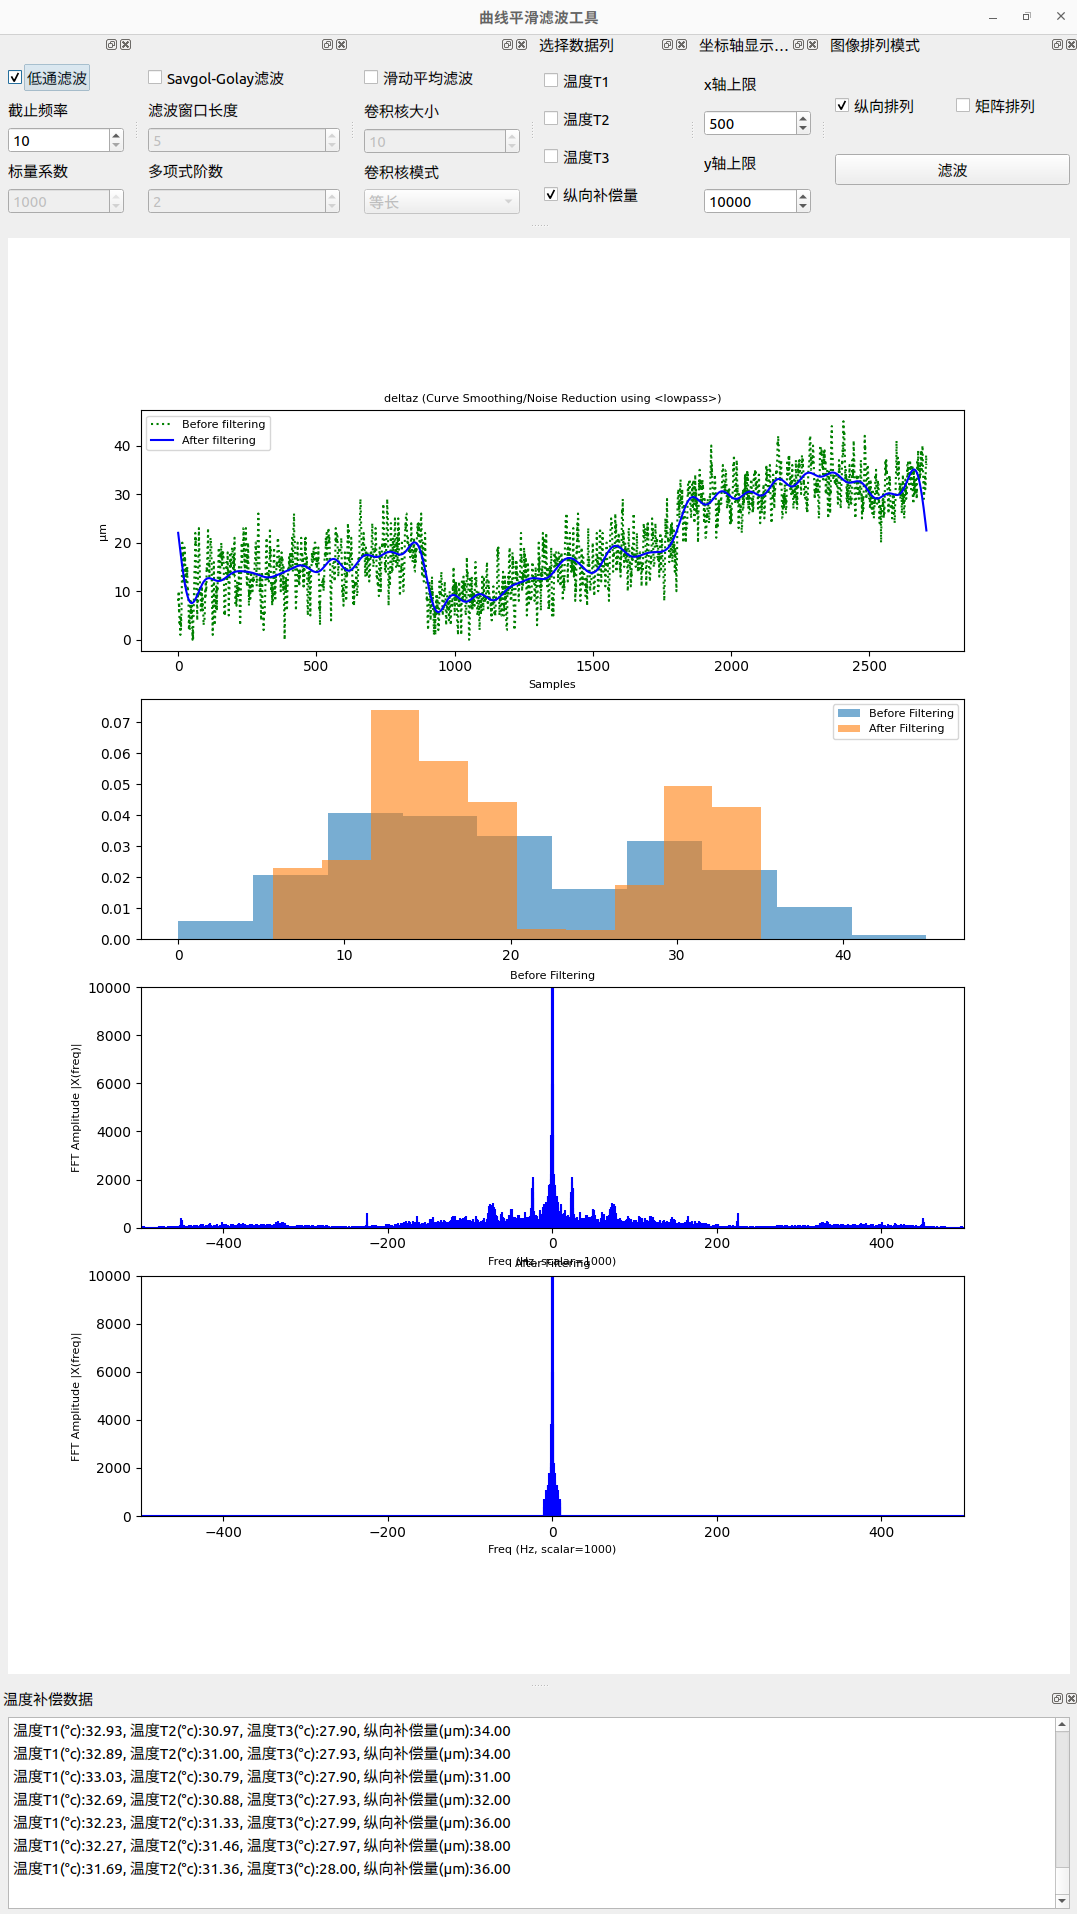 曲线平滑滤波工具
选择数据列
坐标轴显示...
图像排列模式
低通滤波
截止频率
10
标量系数
1000
Savgol-Golay滤波
滤波窗口长度
5
多项式阶数
2
滑动平均滤波
卷积核大小
10
卷积核模式
等长
温度T1
温度T2
温度T3
纵向补偿量
x轴上限
500
y轴上限
10000
纵向排列
矩阵排列
滤波
deltaz (Curve Smoothing/Noise Reduction using <lowpass>)
Before filtering
After filtering
40
30
20
10
0
μm
0 500 1000 1500 2000 2500
Samples
Before Filtering
After Filtering
0.07
0.06
0.05
0.04
0.03
0.02
0.01
0.00
0 10 20 30 40
Before Filtering
10000
8000
6000
4000
2000
0
FFT Amplitude |X(freq)|
−400 −200 0 200 400
Freq (Hz, scalar=1000)
After Filtering
10000
8000
6000
4000
2000
0
FFT Amplitude |X(freq)|
−400 −200 0 200 400
Freq (Hz, scalar=1000)
温度补偿数据
温度T1(℃):32.93, 温度T2(℃):30.97, 温度T3(℃):27.90, 纵向补偿量(μm):34.00
温度T1(℃):32.89, 温度T2(℃):31.00, 温度T3(℃):27.93, 纵向补偿量(μm):34.00
温度T1(℃):33.03, 温度T2(℃):30.79, 温度T3(℃):27.90, 纵向补偿量(μm):31.00
温度T1(℃):32.69, 温度T2(℃):30.88, 温度T3(℃):27.93, 纵向补偿量(μm):32.00
温度T1(℃):32.23, 温度T2(℃):31.33, 温度T3(℃):27.99, 纵向补偿量(μm):36.00
温度T1(℃):32.27, 温度T2(℃):31.46, 温度T3(℃):27.97, 纵向补偿量(μm):38.00
温度T1(℃):31.69, 温度T2(℃):31.36, 温度T3(℃):28.00, 纵向补偿量(μm):36.00